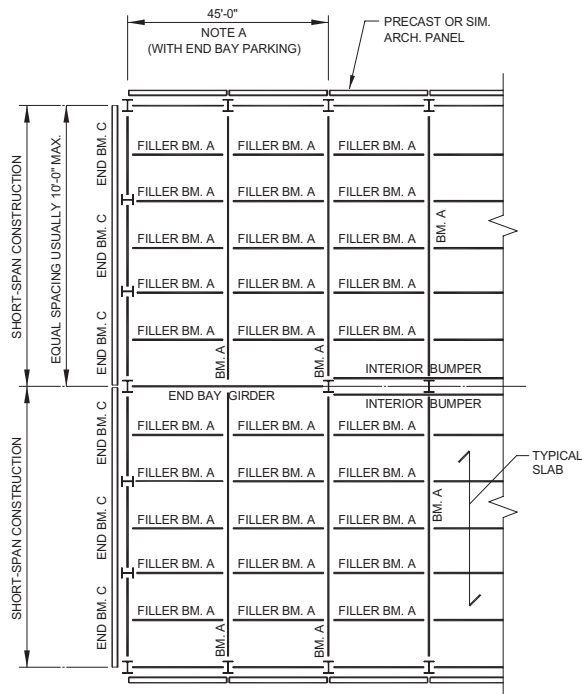 45'-0"
NOTE A
(WITH END BAY PARKING)
PRECAST OR SIM.
ARCH. PANEL
SHORT-SPAN CONSTRUCTION
EQUAL SPACING USUALLY 10'-0" MAX.
END BM. C
END BM. C
END BM. C
FILLER BM. A FILLER BM. A FILLER BM. A
FILLER BM. A FILLER BM. A FILLER BM. A
FILLER BM. A FILLER BM. A FILLER BM. A
BM. A
FILLER BM. A FILLER BM. A FILLER BM. A
FILLER BM. A FILLER BM. A FILLER BM. A
BM. A
BM. A
INTERIOR BUMPER
END BAY GIRDER
INTERIOR BUMPER
SHORT-SPAN CONSTRUCTION
END BM. C
END BM. C
END BM. C
FILLER BM. A FILLER BM. A FILLER BM. A
TYPICAL
SLAB
FILLER BM. A FILLER BM. A FILLER BM. A
BM. A
FILLER BM. A FILLER BM. A FILLER BM. A
FILLER BM. A FILLER BM. A FILLER BM. A
FILLER BM. A FILLER BM. A FILLER BM. A
BM. A
BM. A